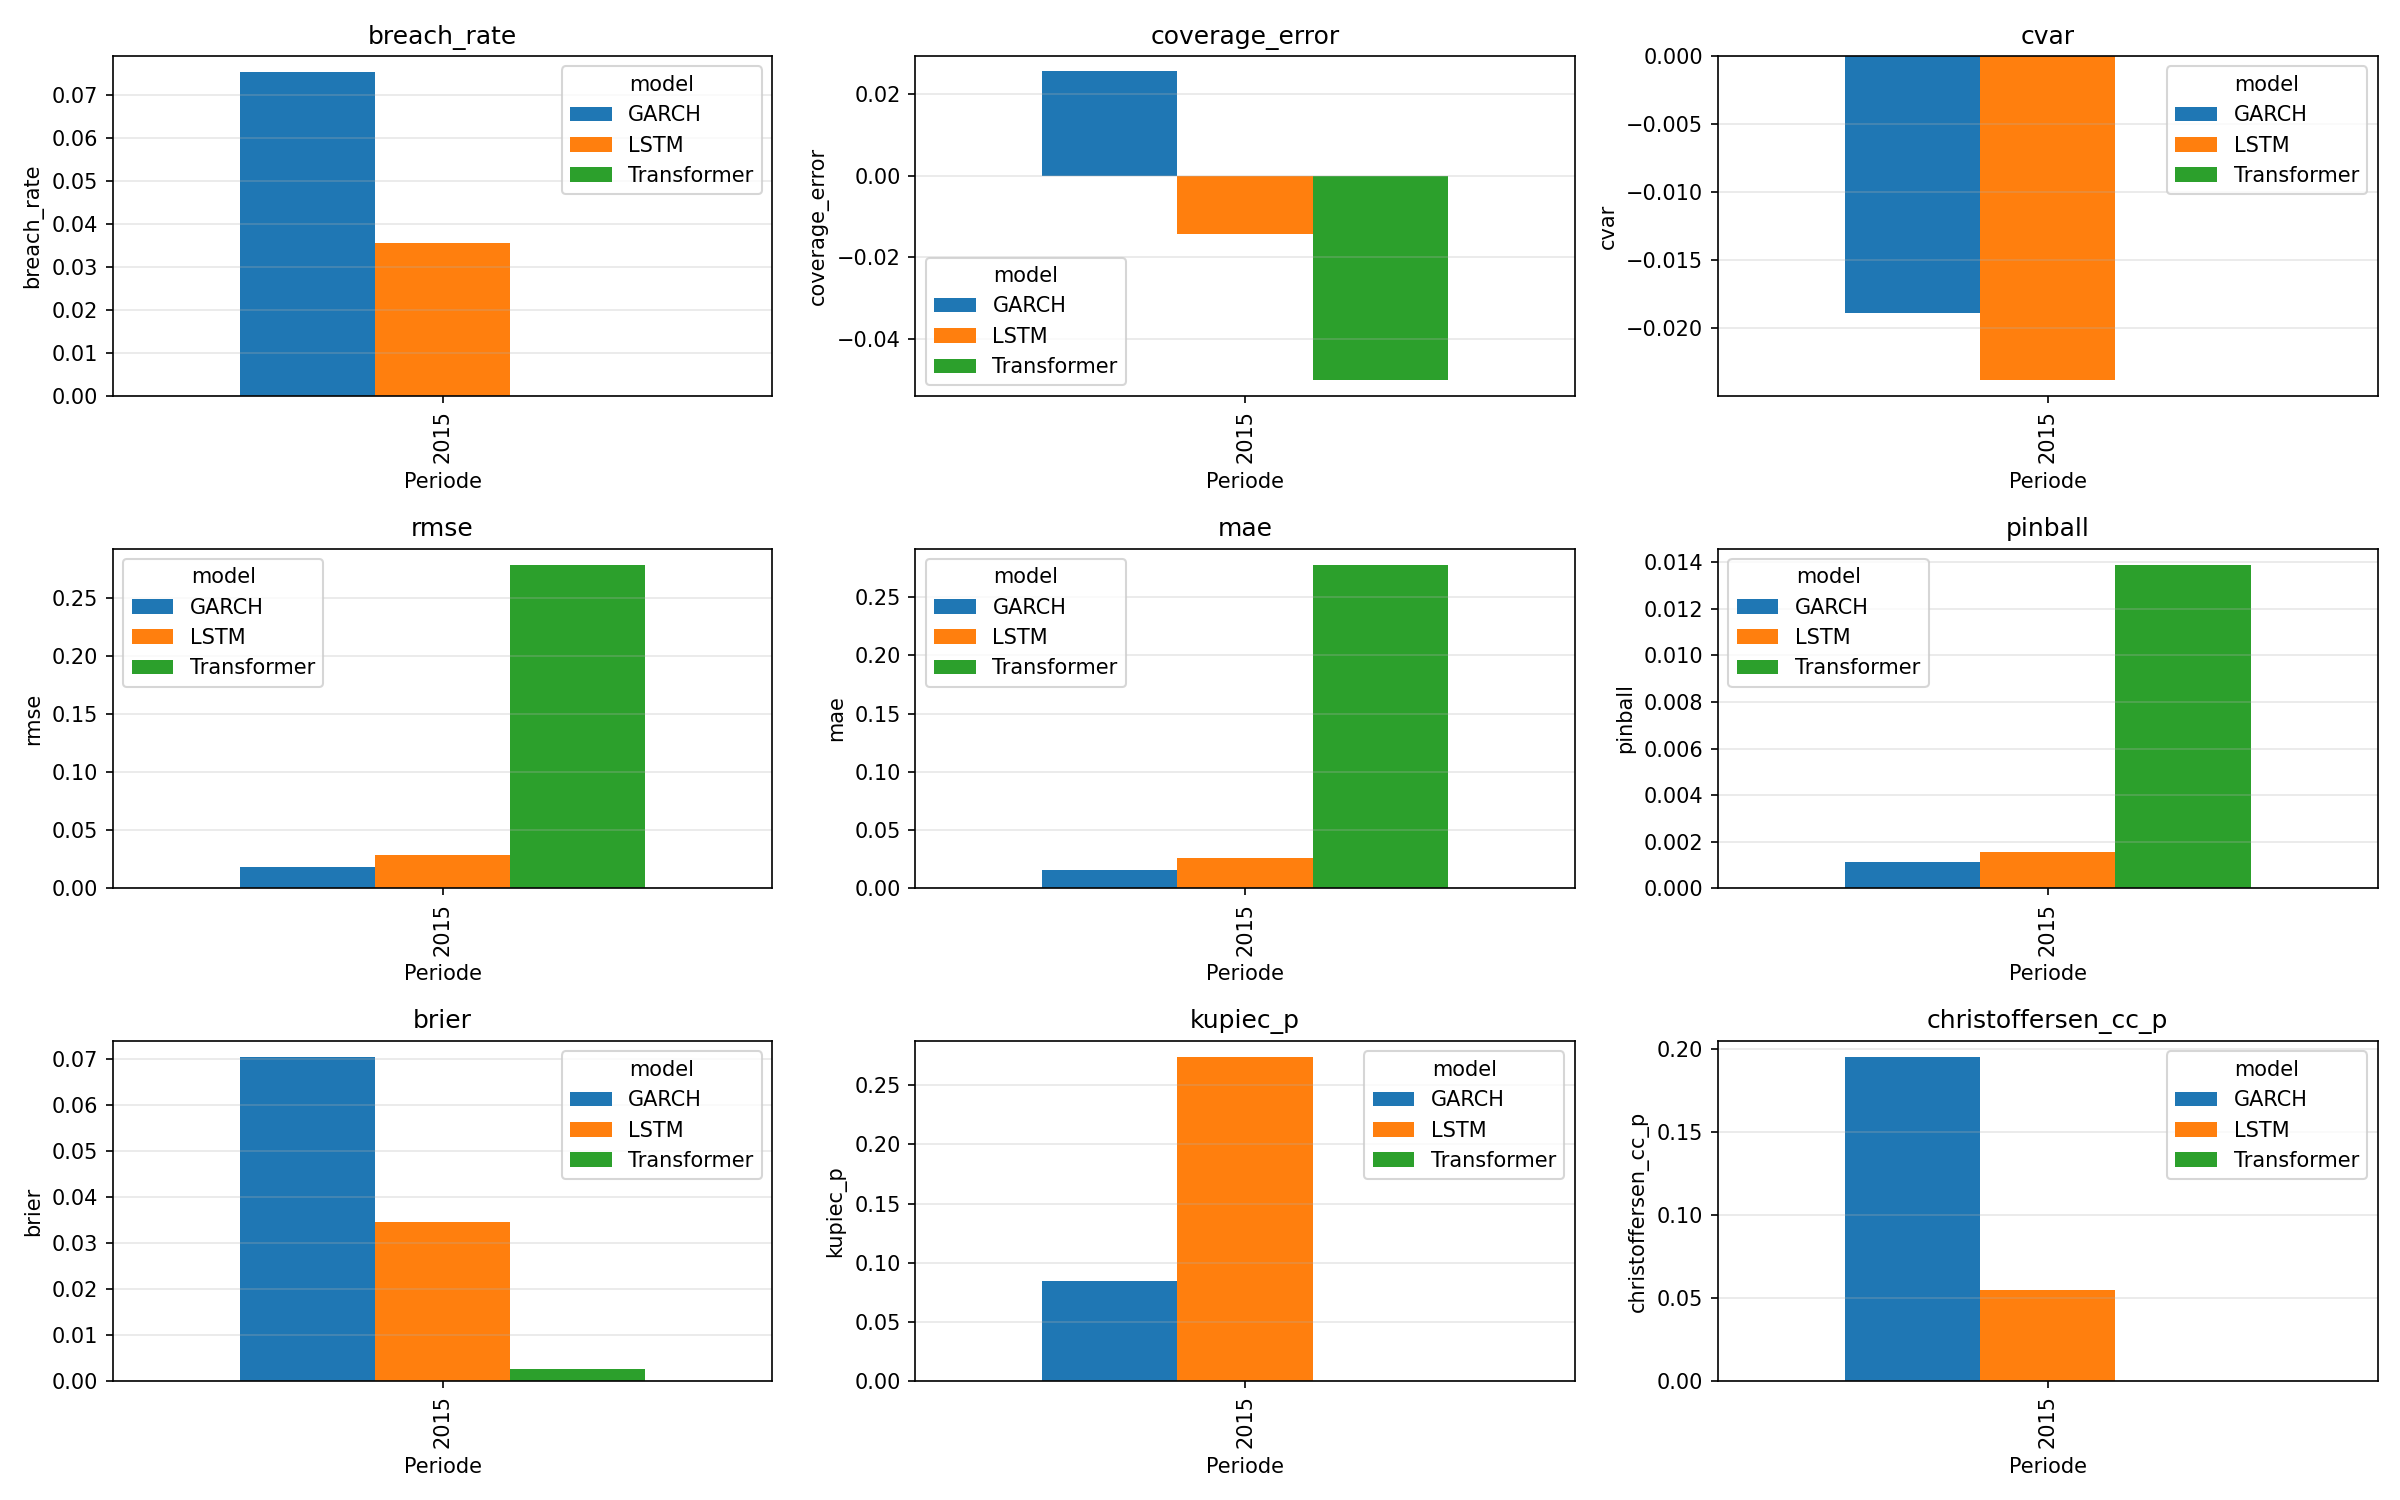 breach_rate
breach_rate
0.07
0.06
0.05
0.04
0.03
0.02
0.01
0.00
model
GARCH
LSTM
Transformer
2015
Periode
coverage_error
coverage_error
0.02
0.00
−0.02
−0.04
model
GARCH
LSTM
Transformer
2015
Periode
cvar
cvar
0.000
−0.005
−0.010
−0.015
−0.020
model
GARCH
LSTM
Transformer
2015
Periode
rmse
rmse
0.25
0.20
0.15
0.10
0.05
0.00
model
GARCH
LSTM
Transformer
2015
Periode
mae
mae
0.25
0.20
0.15
0.10
0.05
0.00
model
GARCH
LSTM
Transformer
2015
Periode
pinball
pinball
0.014
0.012
0.010
0.008
0.006
0.004
0.002
0.000
model
GARCH
LSTM
Transformer
2015
Periode
brier
brier
0.07
0.06
0.05
0.04
0.03
0.02
0.01
0.00
model
GARCH
LSTM
Transformer
2015
Periode
kupiec_p
kupiec_p
0.25
0.20
0.15
0.10
0.05
0.00
model
GARCH
LSTM
Transformer
2015
Periode
christoffersen_cc_p
christoffersen_cc_p
0.20
0.15
0.10
0.05
0.00
model
GARCH
LSTM
Transformer
2015
Periode